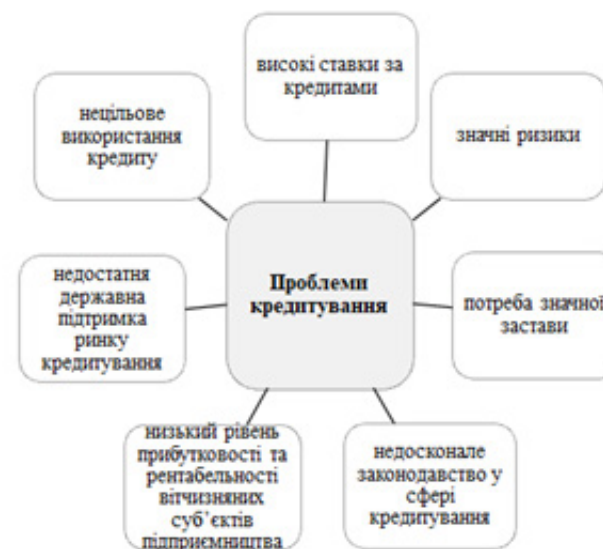 високі ставки за
кредитами
нецільове
використання
кредиту
значні ризики
Проблеми
кредитування
недостатня
державна
підтримка
ринку
кредитування
потреба значної
застави
низький рівень
прибутковості та
рентабельності
вітчизняних
суб’єктів
підприємництва
недосконале
законодавство у
сфері
кредитування